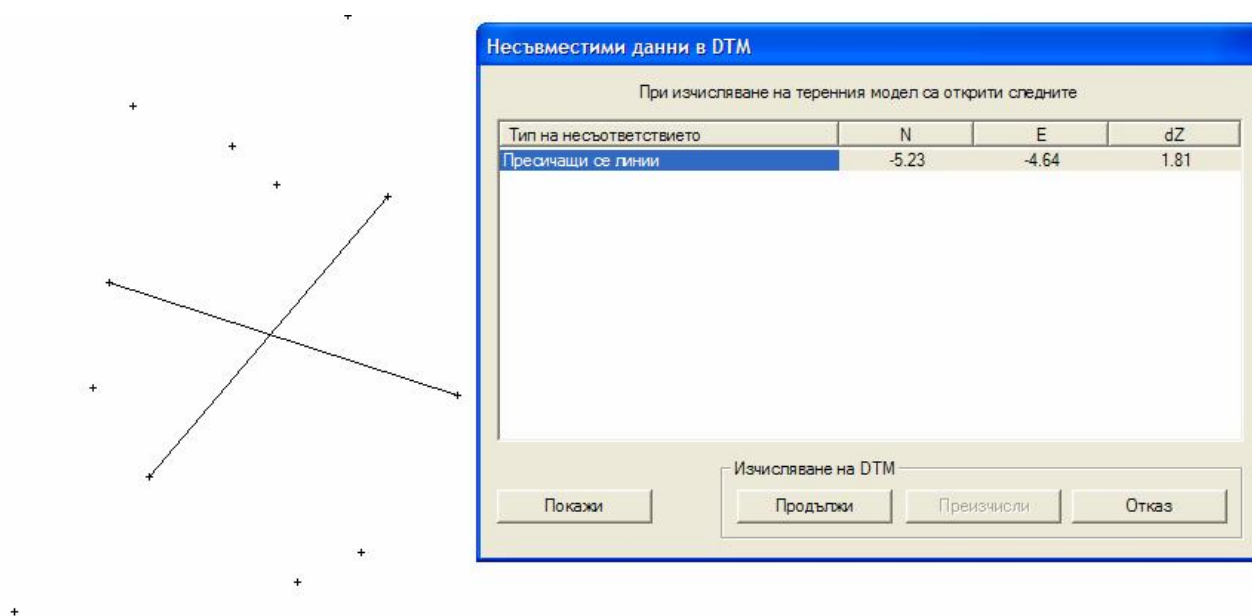 Несъвместими данни в DTM
При изчисляване на теренния модел са открити следните
Тип на несъответствието N E dZ
Пресичащи се линии -5.23 -4.64 1.81
Изчисляване на DTM
Покажи Продължи Преизчисли Отказ